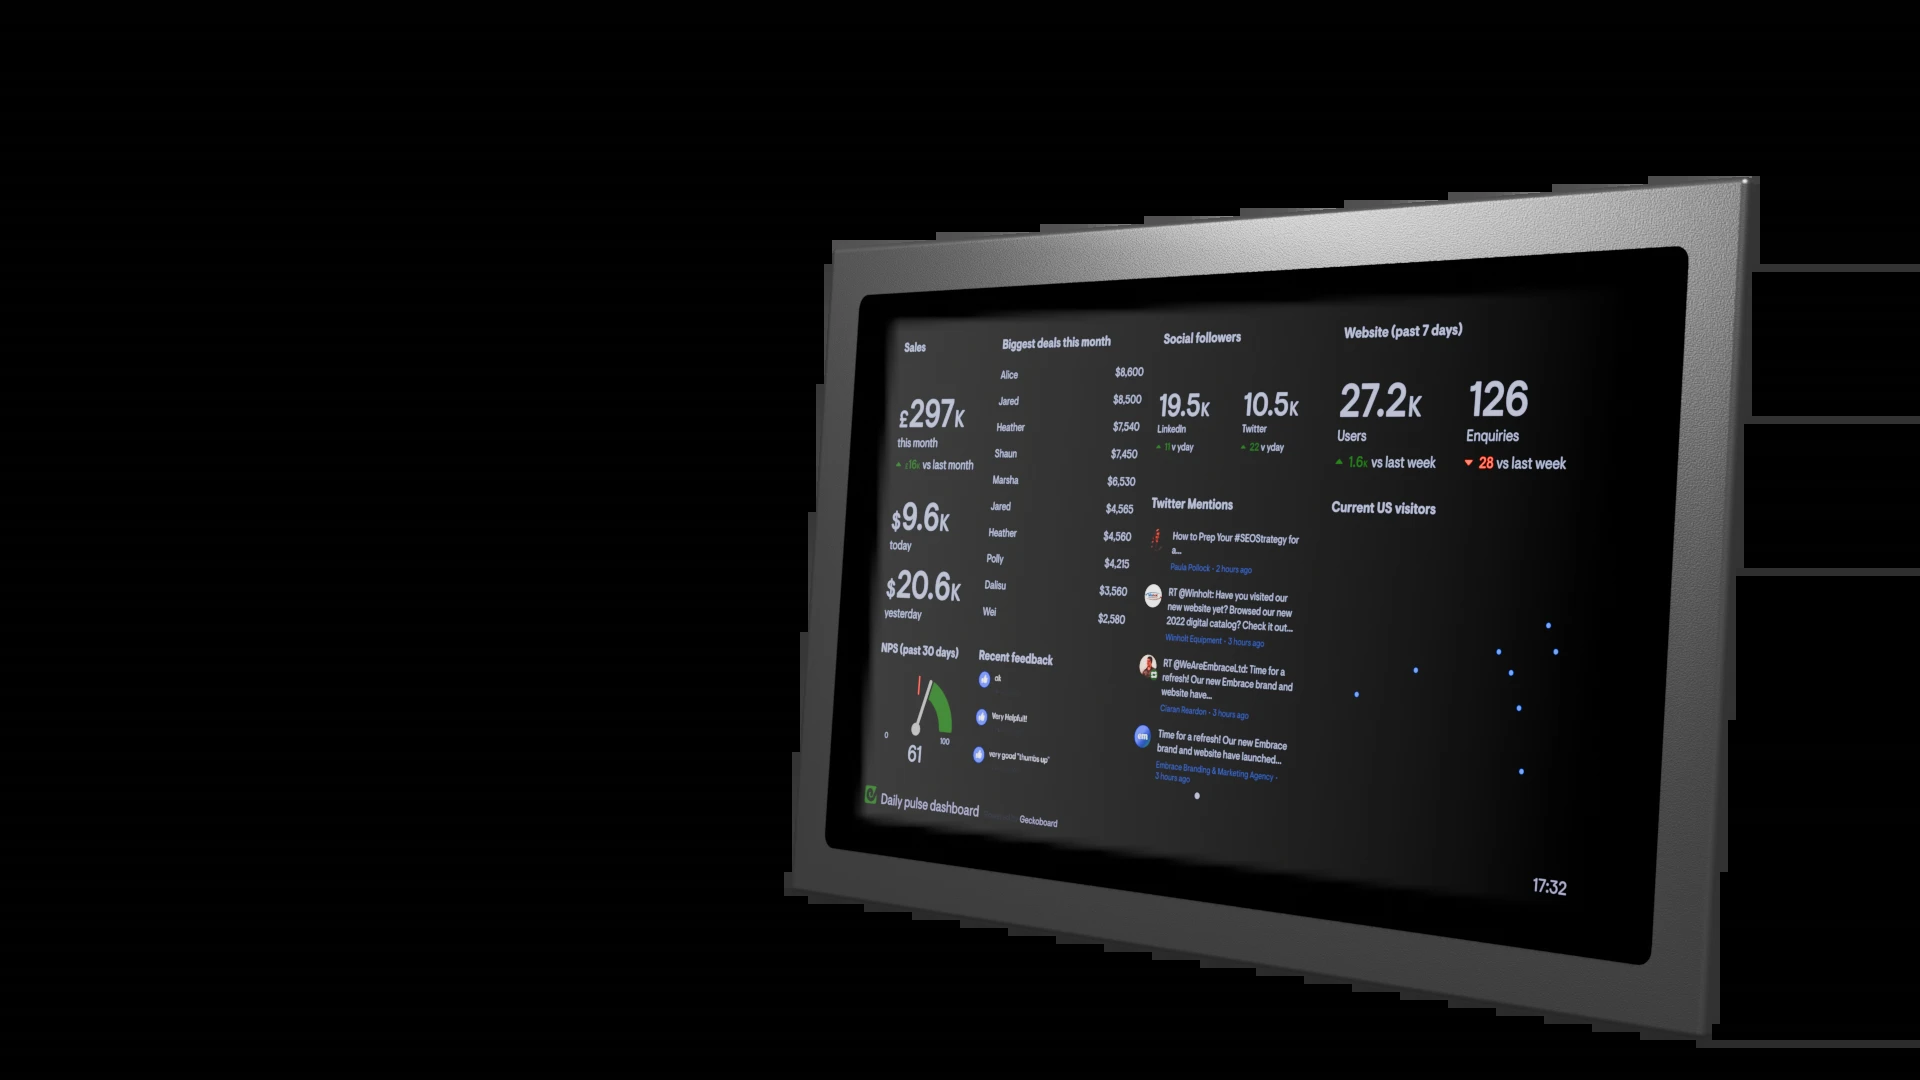 Sales
£297K
this month
£16K vs last month
$9.6K
today
$20.6K
yesterday
NPS (past 30 days)
0
100
61
Biggest deals this month
Alice $8,600
Jared $8,500
Heather $7,540
Shaun $7,450
Marsha $6,530
Jared $4,565
Heather $4,560
Polly $4,215
Dalisu $3,560
Wei $2,580
Recent feedback
ok
Very Helpful!!
very good "thumbs up"
Social followers
19.5K
LinkedIn
11 v yday
10.5K
Twitter
22 v yday
Twitter Mentions
How to Prep Your #SEOStrategy for
a...
Paula Pollock - 2 hours ago
RT @Winholt: Have you visited our
new website yet? Browsed our new
2022 digital catalog? Check it out...
Winholt Equipment - 3 hours ago
RT @WeAreEmbraceLtd: Time for a
refresh! Our new Embrace brand and
website have...
Ciaran Reardon - 3 hours ago
em
Time for a refresh! Our new Embrace
brand and website have launched...
Embrace Branding & Marketing Agency -
3 hours ago
Website (past 7 days)
27.2K
Users
1.6K vs last week
126
Enquiries
28 vs last week
Current US visitors
Daily pulse dashboard
Geckoboard
17:32